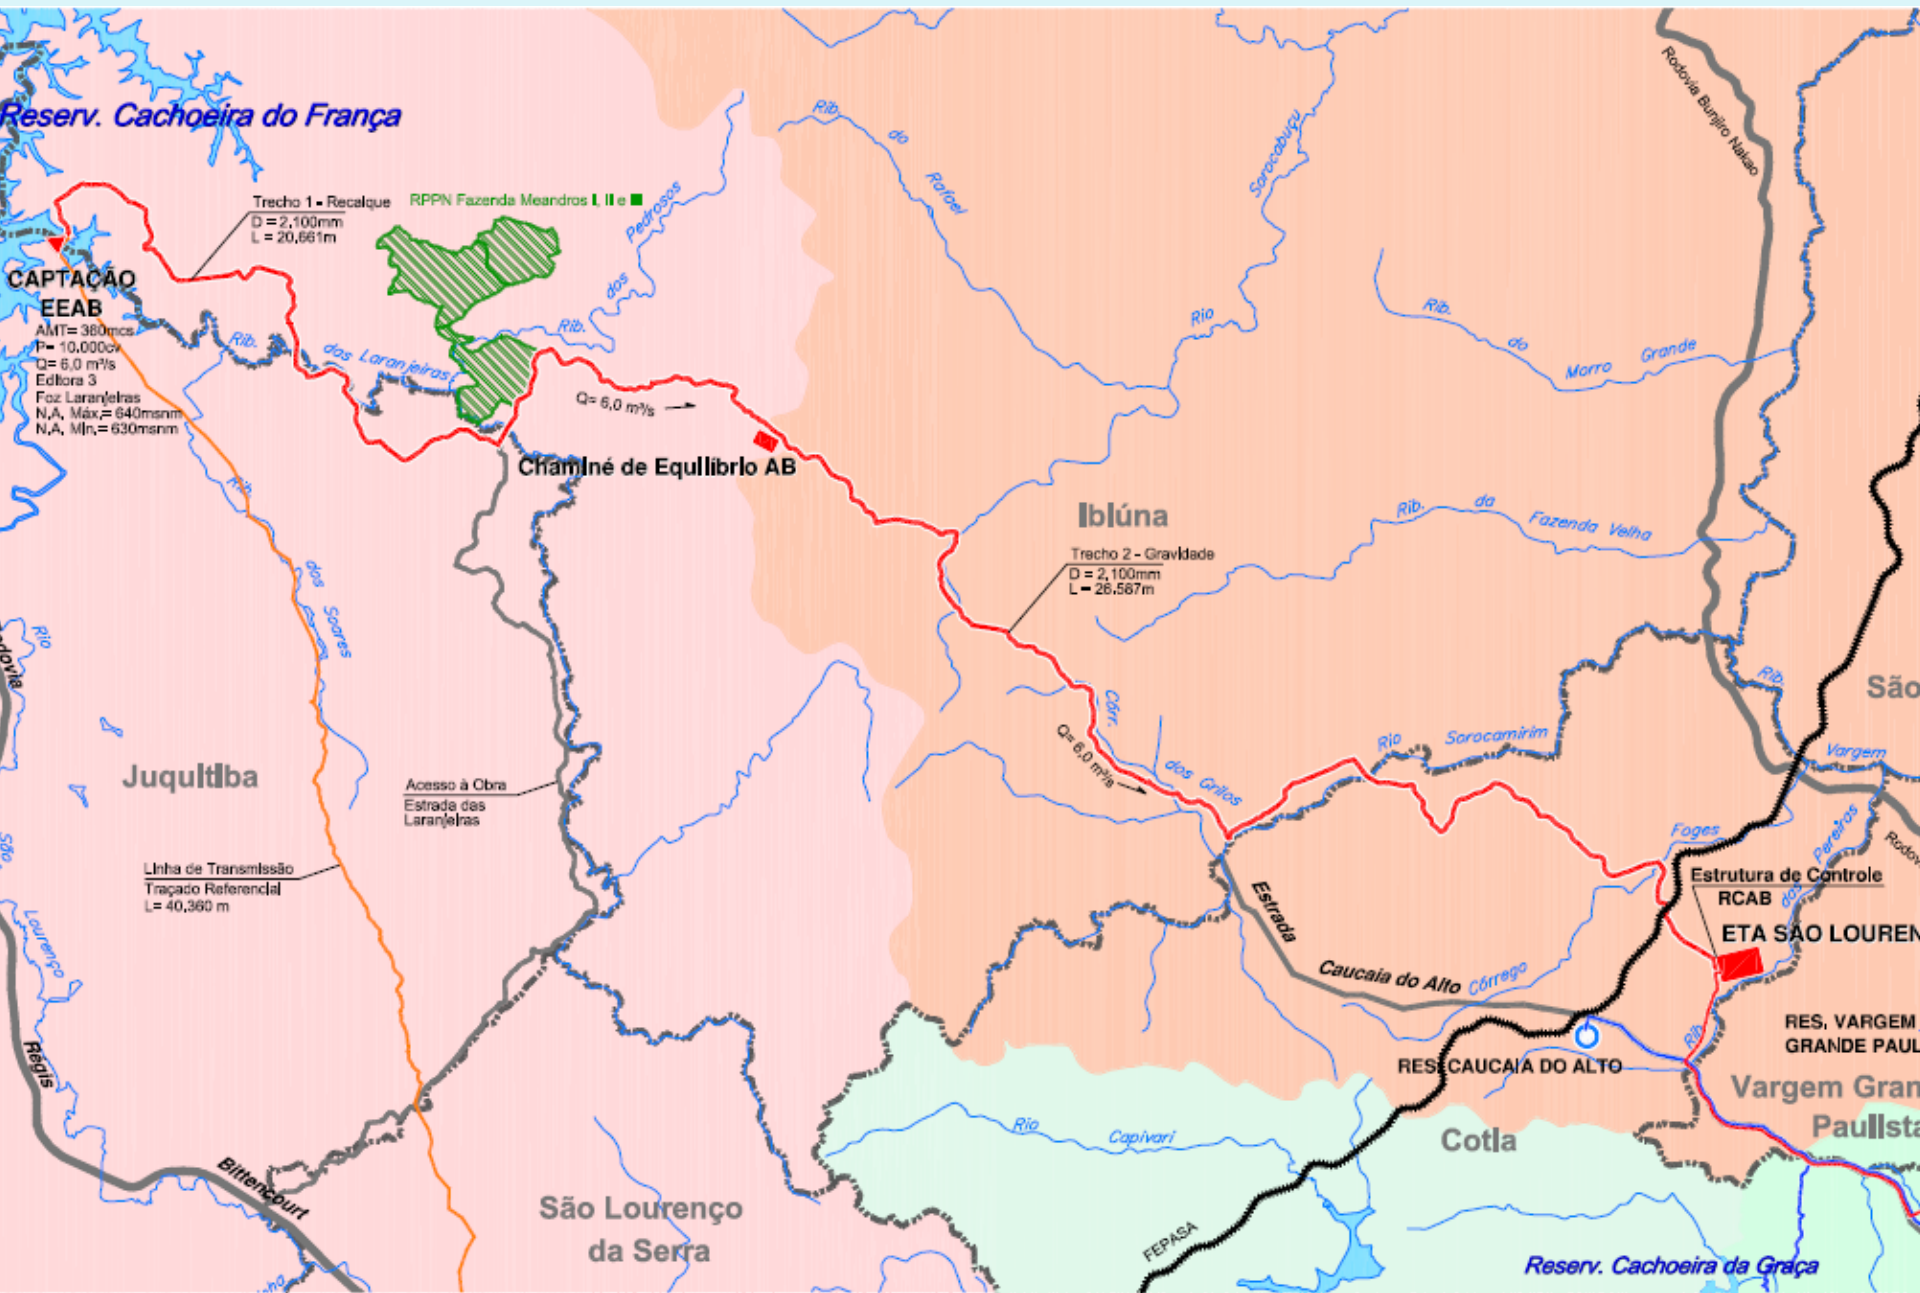 Reserv. Cachoeira do França
Trecho 1 - Recalque
D = 2,100mm
L = 20,661m
RPPN Fazenda Meandros I, II e
CAPTAÇÃO
EEAB
AMT= 360mca
P= 10.000cv
Q= 6,0 m³/s
Editora 3
Foz Laranjeiras
N.A. Máx.= 640msnm
N.A. Mín.= 630msnm
Rib. das Laranjeiras
Rib. dos Pedrosos
Q= 6,0 m³/s
Chaminé de Equilíbrio AB
Rib. do Rafael
Rio Sorocabuçu
Rodovia Bunjiro Nakao
Rib. do Morro Grande
Ibiúna
Trecho 2 - Gravidade
D = 2,100mm
L = 26.567m
Rib. da Fazenda Velha
Rib. dos Soares
Rio
Juquitiba
Acesso à Obra
Estrada das
Laranjeiras
Linha de Transmissão
Traçado Referencial
L= 40,360 m
Q= 6,0 m³/s
Córr. dos Grilos
Rio Sorocamirim
Rib.
Vargem
São
Foges
Estrutura de Controle
RCAB
ETA SÃO LOUREN
Rib. das Pereiras
Estrada Caucaia do Alto
Córrego
RES. CAUCAIA DO ALTO
RES. VARGEM
GRANDE PAUL
Vargem Gran
Paulista
Cotia
Rio Capivari
São Lourenço
Régis Bittencourt
São Lourenço
da Serra
FEPASA
Reserv. Cachoeira da Graça